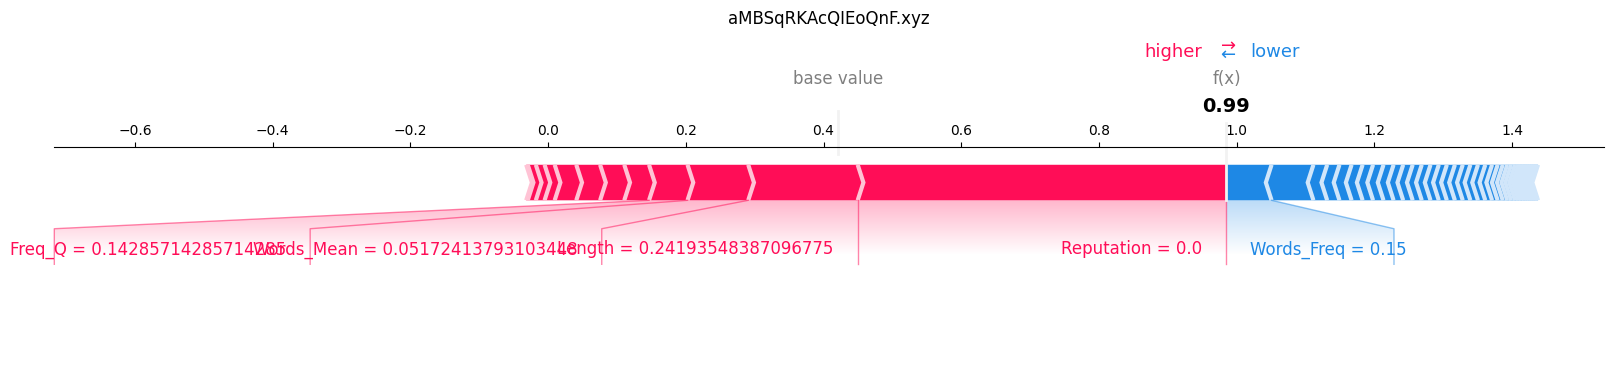 aMBSqRKAcQIEoQnF.xyz
higher ⇄ lower
base value f(x)
0.99
−0.6 −0.4 −0.2 0.0 0.2 0.4 0.6 0.8 1.0 1.2 1.4
Freq_Q = 0.14285714285714285 Words_Mean = 0.05172413793103448 Length = 0.24193548387096775 Reputation = 0.0 Words_Freq = 0.15